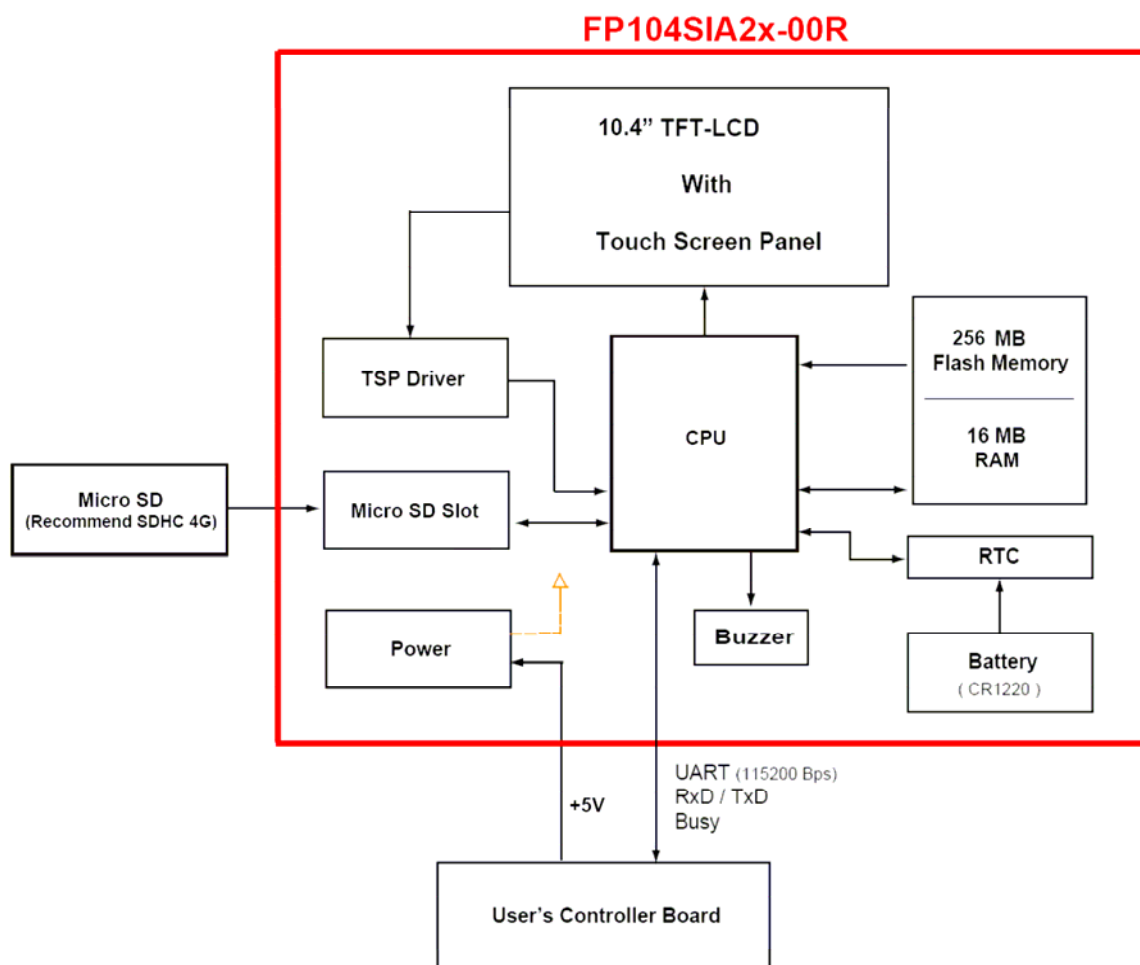 FP104SIA2x-00R
10.4” TFT-LCD
With
Touch Screen Panel
TSP Driver
CPU
256 MB
Flash Memory
16 MB
RAM
Micro SD
(Recommend SDHC 4G)
Micro SD Slot
RTC
Power
Buzzer
Battery
( CR1220 )
+5V
UART (115200 Bps)
RxD / TxD
Busy
User’s Controller Board